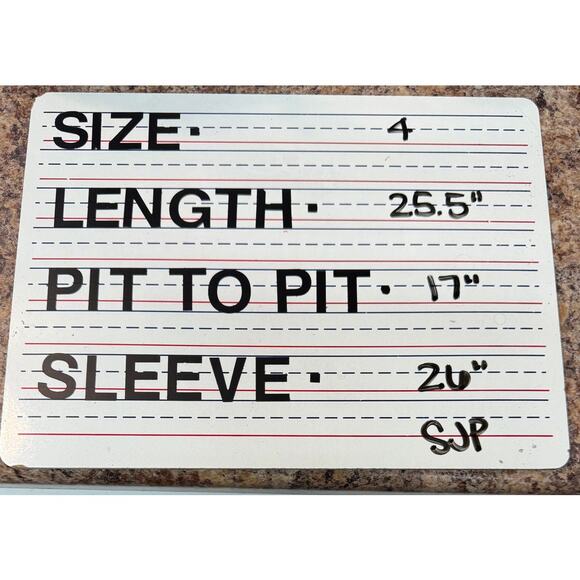 SIZE· 4
LENGTH· 25.5"
PIT TO PIT· 17"
SLEEVE· 26"
SJP